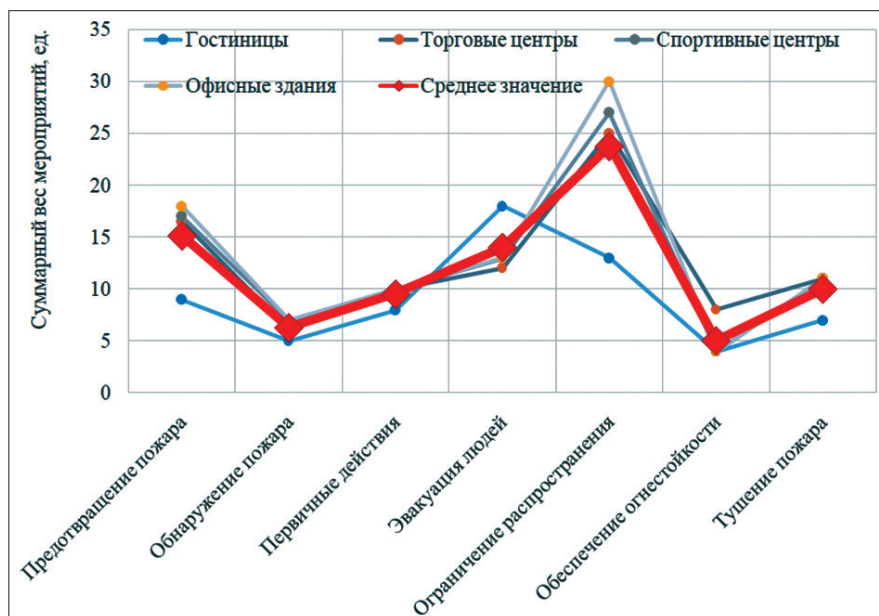 35
30
25
20
15
10
5
0
Суммарный вес мероприятий, ед.
Гостиницы
Торговые центры
Спортивные центры
Офисные здания
Среднее значение
Предотвращение пожара
Обнаружение пожара
Первичные действия
Эвакуация людей
Ограничение распространения
Обеспечение огнестойкости
Тушение пожара